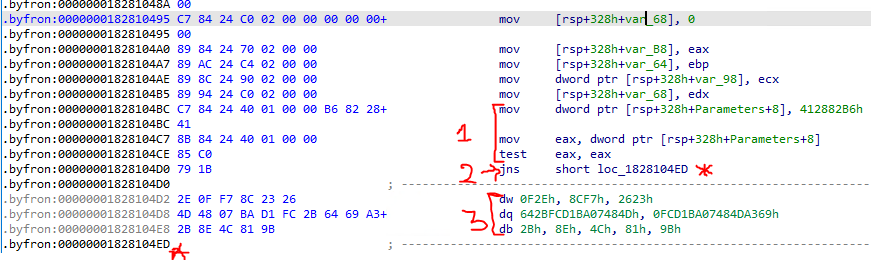 .byfron:000000018281048A 00
.byfron:0000000182810495 C7 84 24 C0 02 00 00 00 00+ mov [rsp+328h+var_68], 0
.byfron:0000000182810495 00
.byfron:00000001828104A0 89 84 24 70 02 00 00 mov [rsp+328h+var_B8], eax
.byfron:00000001828104A7 89 AC 24 C4 02 00 00 mov [rsp+328h+var_64], ebp
.byfron:00000001828104AE 89 8C 24 90 02 00 00 mov dword ptr [rsp+328h+var_98], ecx
.byfron:00000001828104B5 89 94 24 C0 02 00 00 mov [rsp+328h+var_68], edx
.byfron:00000001828104BC C7 84 24 40 01 00 00 B6 82 28+ mov dword ptr [rsp+328h+Parameters+8], 412882B6h
.byfron:00000001828104BC 41
1
.byfron:00000001828104C7 8B 84 24 40 01 00 00 mov eax, dword ptr [rsp+328h+Parameters+8]
.byfron:00000001828104CE 85 C0 test eax, eax
.byfron:00000001828104D0 79 1B 2 → jns short loc_1828104ED *
.byfron:00000001828104D0 ; ---------------------------------------------------------------
.byfron:00000001828104D2 2E 0F F7 8C 23 26 dw 0F2Eh, 8CF7h, 2623h
.byfron:00000001828104D8 4D 48 07 BA D1 FC 2B 64 69 A3+ 3 dq 642BFCD1BA07484Dh, 0FCD1BA07484DA369h
.byfron:00000001828104E8 2B 8E 4C 81 9B db 2Bh, 8Eh, 4Ch, 81h, 9Bh
.byfron:00000001828104ED * ; ---------------------------------------------------------------